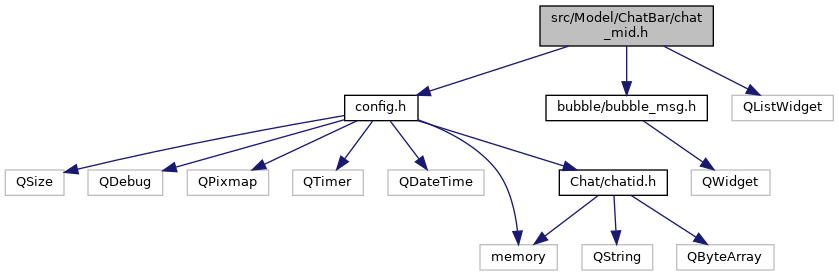 src/Model/ChatBar/chat
_mid.h
config.h
bubble/bubble_msg.h
QListWidget
QSize
QDebug
QPixmap
QTimer
QDateTime
Chat/chatid.h
QWidget
memory
QString
QByteArray